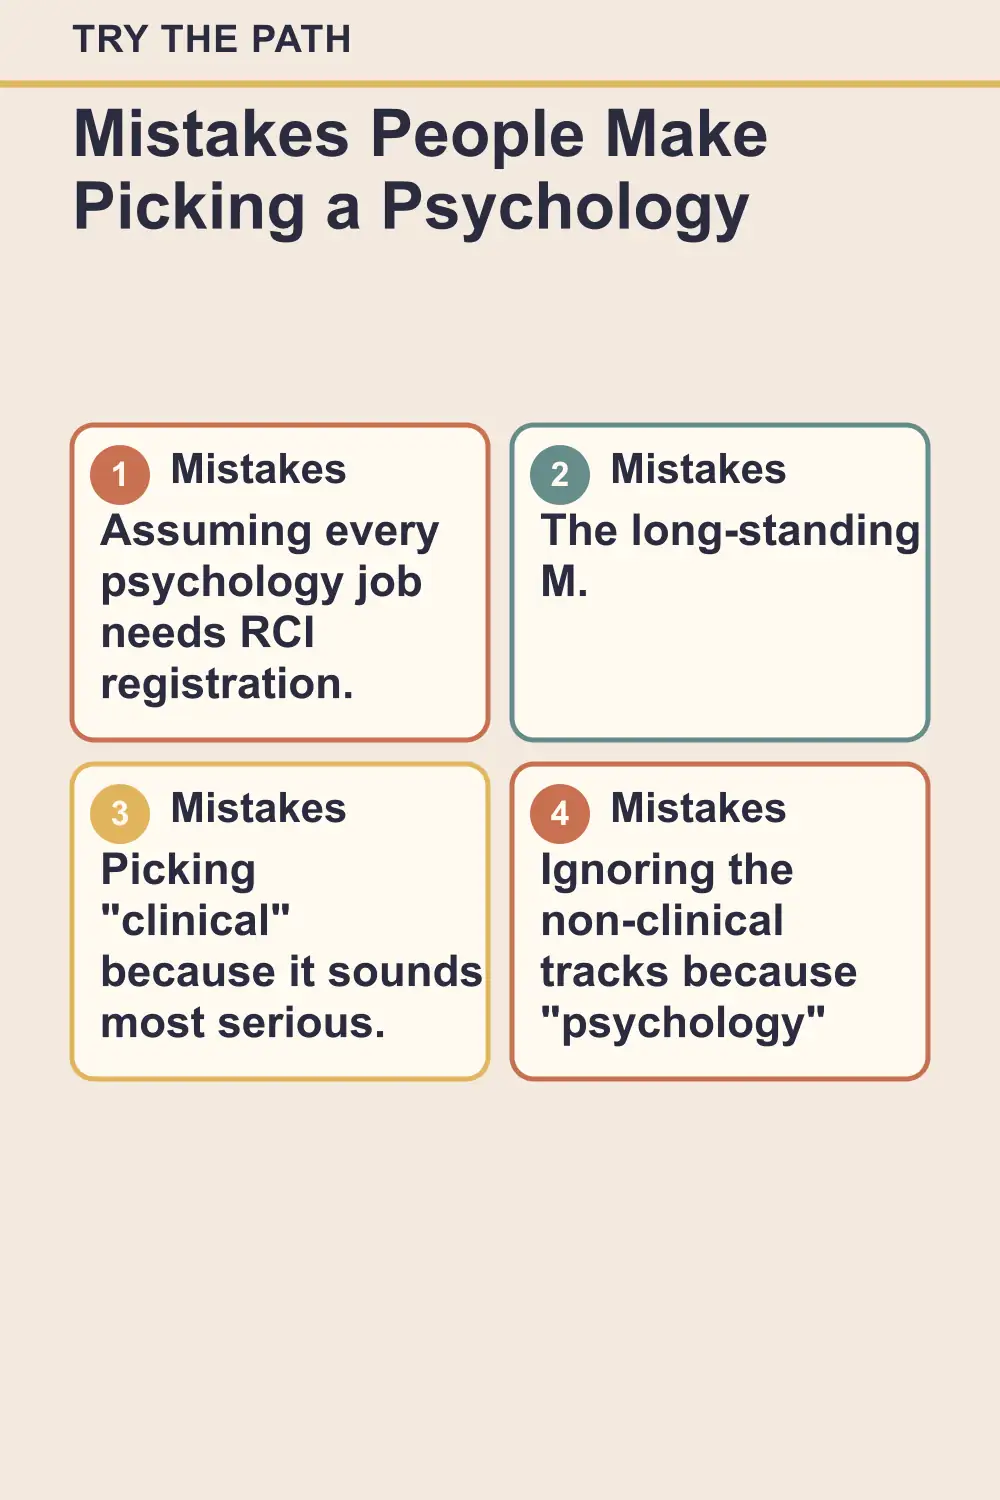 TRY THE PATH
Mistakes People Make
Picking a Psychology
1 Mistakes
Assuming every
psychology job
needs RCI
registration.
2 Mistakes
The long-standing
M.
3 Mistakes
Picking
"clinical"
because it sounds
most serious.
4 Mistakes
Ignoring the
non-clinical
tracks because
"psychology"